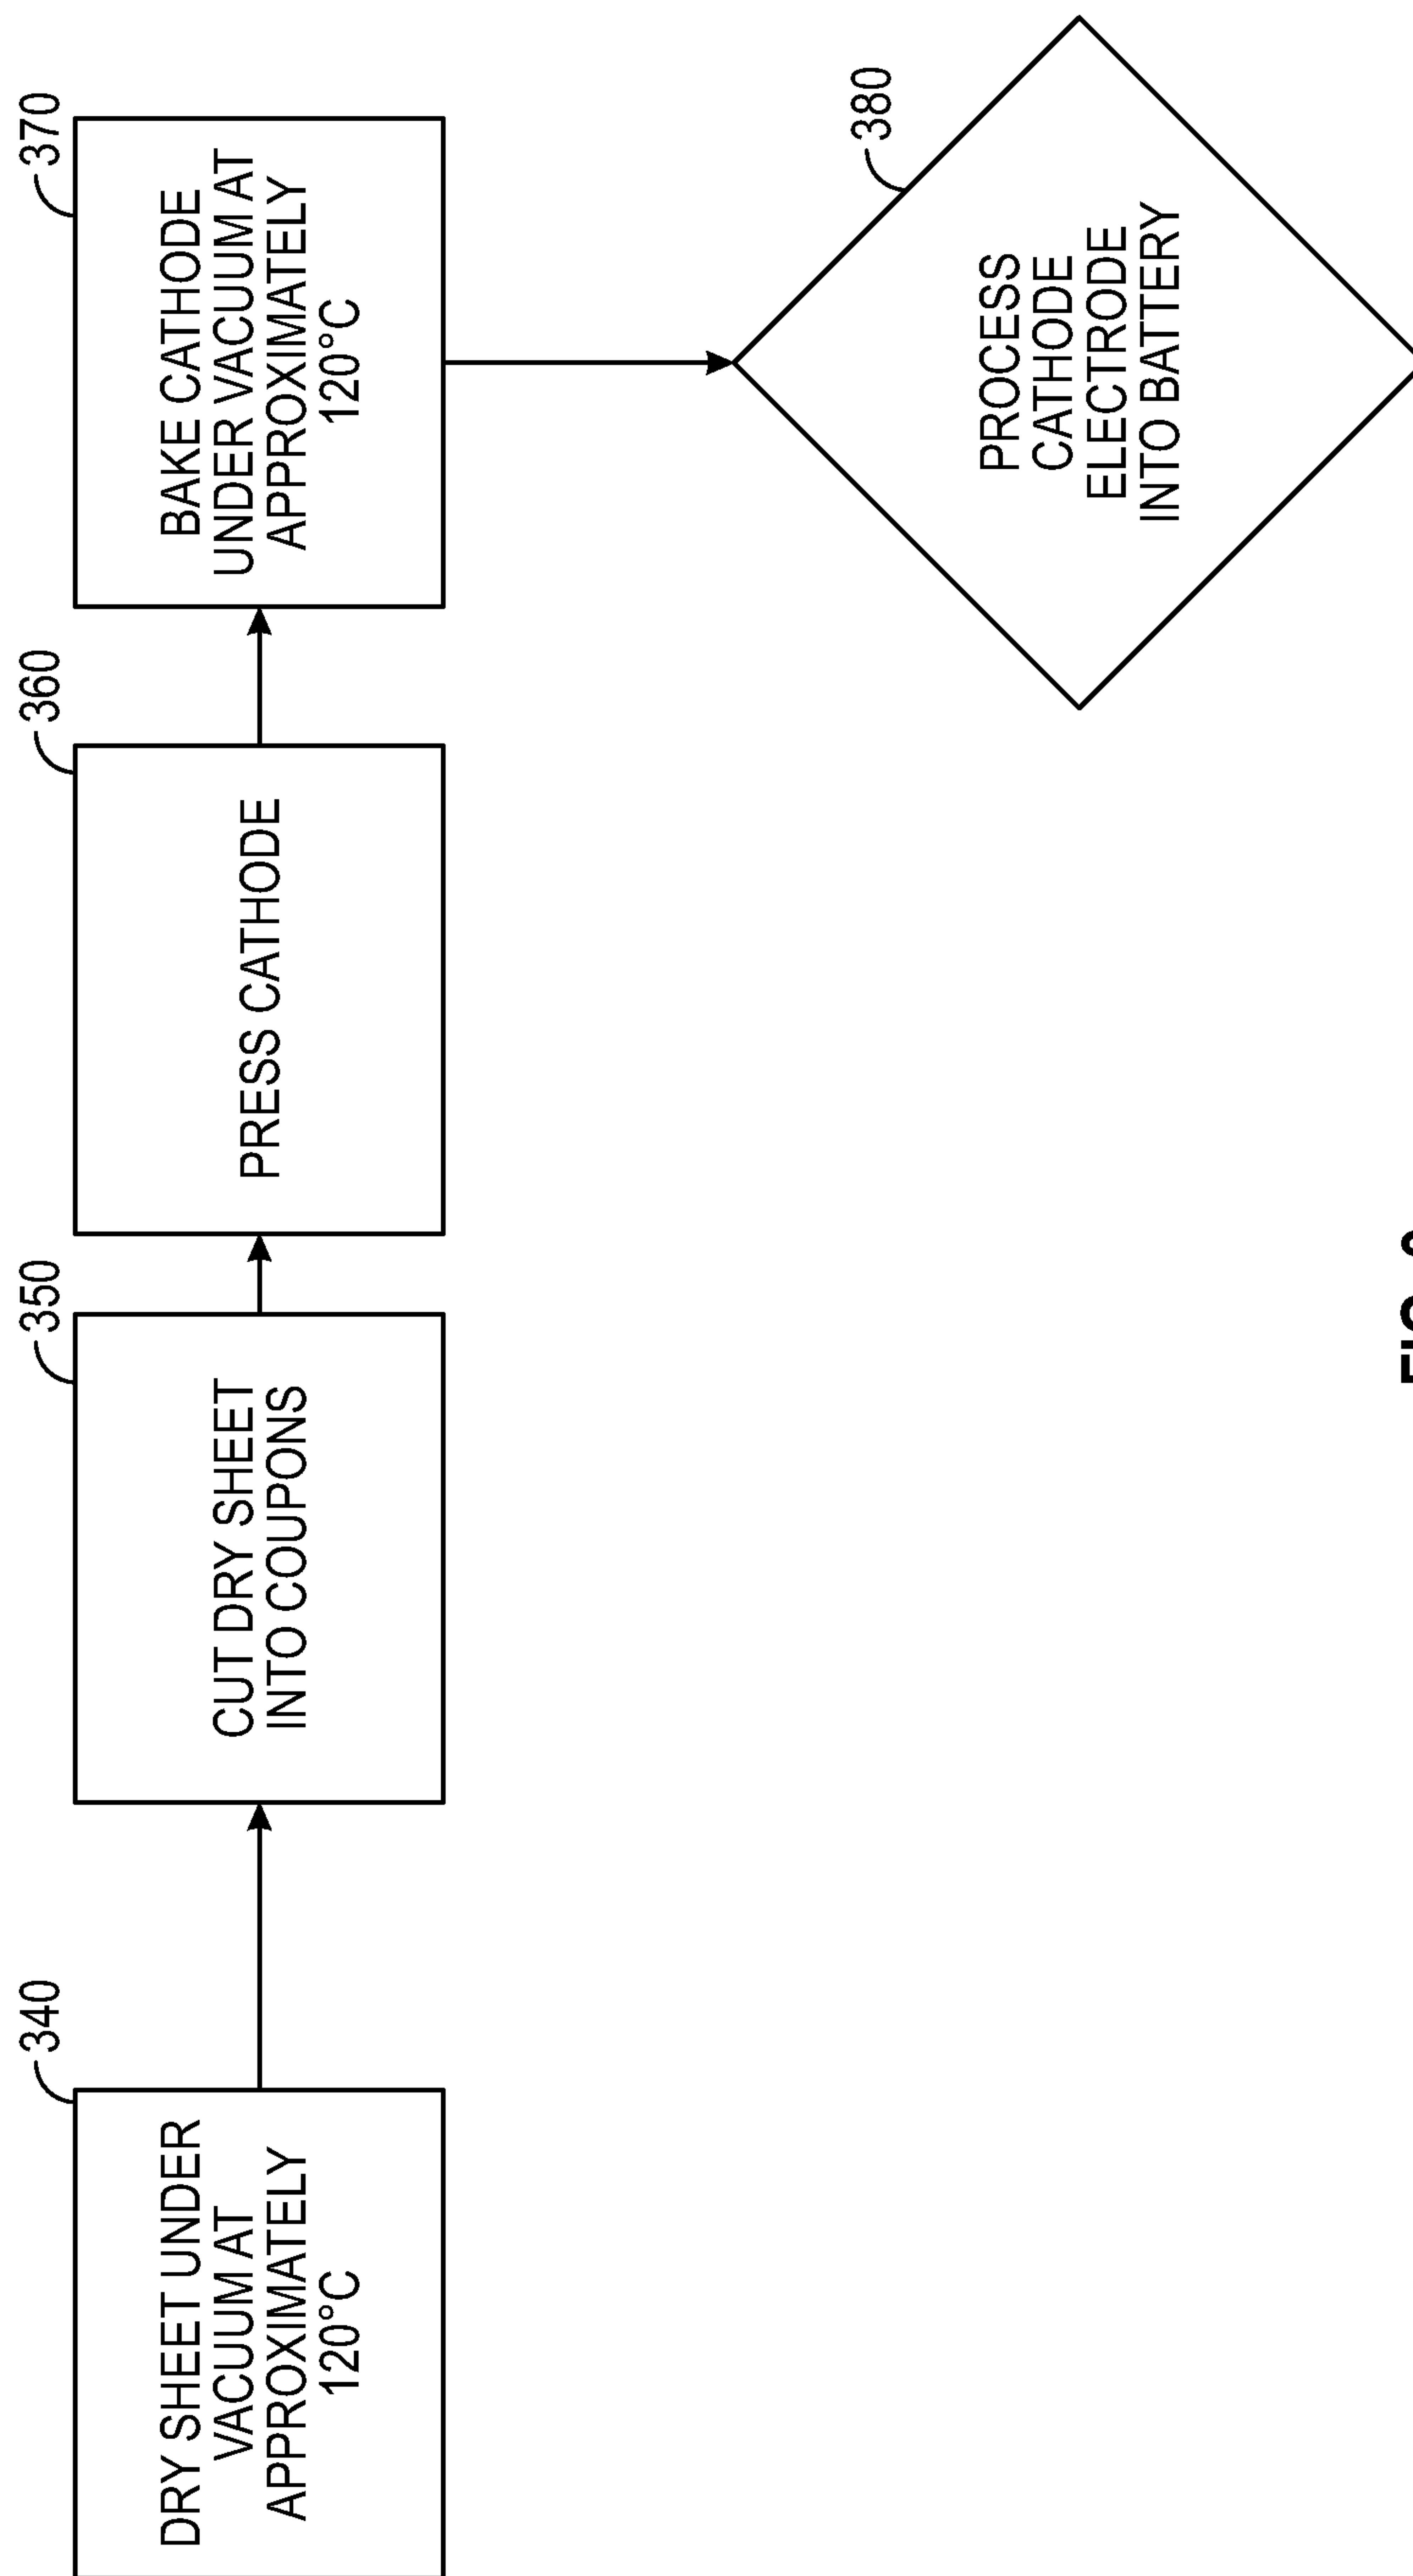 340
DRY SHEET UNDER
VACUUM AT
APPROXIMATELY
120°C
350
CUT DRY SHEET
INTO COUPONS
360
PRESS CATHODE
370
BAKE CATHODE
UNDER VACUUM AT
APPROXIMATELY
120°C
380
PROCESS
CATHODE
ELECTRODE
INTO BATTERY